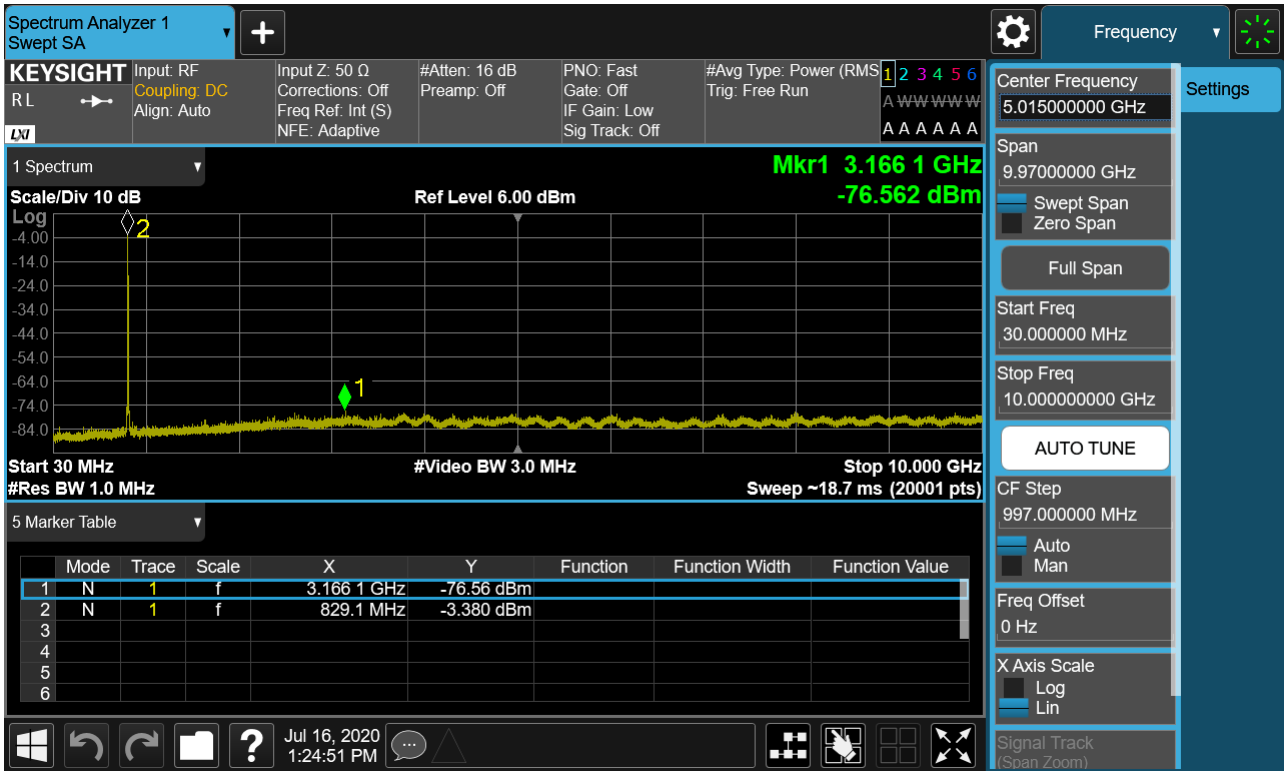 Spectrum Analyzer 1
Swept SA
+
Frequency
KEYSIGHT
R L
LXI
Input: RF
Coupling: DC
Align: Auto
Input Z: 50 Ω
Corrections: Off
Freq Ref: Int (S)
NFE: Adaptive
#Atten: 16 dB
Preamp: Off
PNO: Fast
Gate: Off
IF Gain: Low
Sig Track: Off
#Avg Type: Power (RMS
Trig: Free Run
1 2 3 4 5 6
A W W W W W
A A A A A A
1 Spectrum
Mkr1 3.166 1 GHz
-76.562 dBm
Scale/Div 10 dB
Ref Level 6.00 dBm
Log
-4.00
-14.0
-24.0
-34.0
-44.0
-54.0
-64.0
-74.0
-84.0
2
1
Start 30 MHz
#Video BW 3.0 MHz
Stop 10.000 GHz
#Res BW 1.0 MHz
Sweep ~18.7 ms (20001 pts)
5 Marker Table
Mode Trace Scale X Y Function Function Width Function Value
1 N 1 f 3.166 1 GHz -76.56 dBm
2 N 1 f 829.1 MHz -3.380 dBm
3
4
5
6
Center Frequency
5.015000000 GHz
Span
9.97000000 GHz
Swept Span
Zero Span
Full Span
Start Freq
30.000000 MHz
Stop Freq
10.000000000 GHz
AUTO TUNE
CF Step
997.000000 MHz
Auto
Man
Freq Offset
0 Hz
X Axis Scale
Log
Lin
Signal Track
(Span Zoom)
Settings
?
Jul 16, 2020
1:24:51 PM